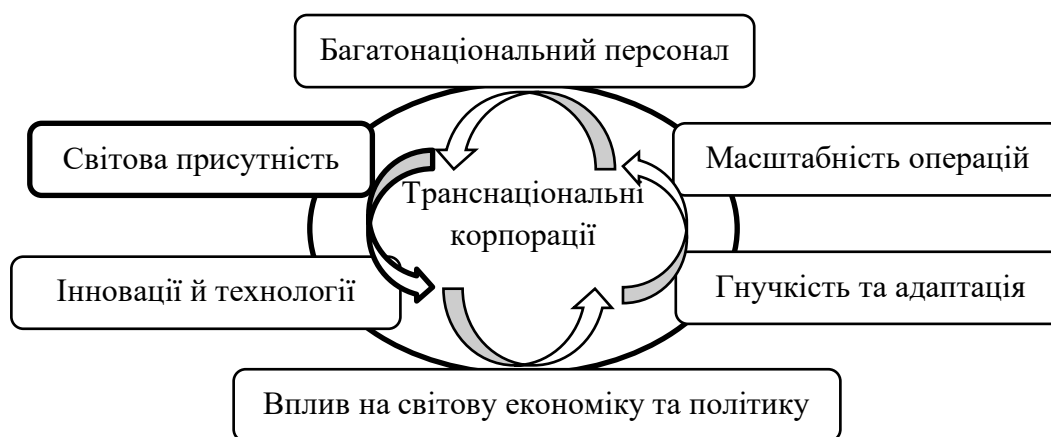 Багатонаціональний персонал
Світова присутність
Масштабність операцій
Транснаціональні
корпорації
Інновації й технології
Гнучкість та адаптація
Вплив на світову економіку та політику